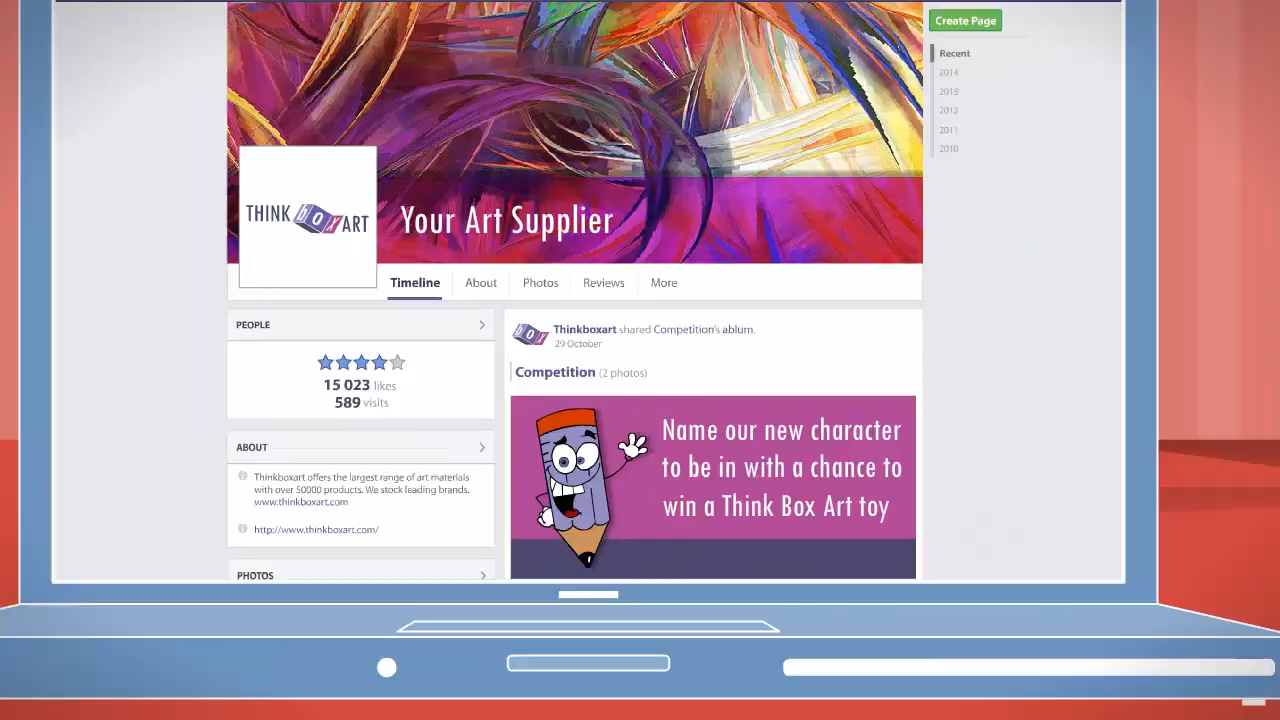 Create Page
Recent
2014
2013
2012
2011
2010
THINK BOX ART
Your Art Supplier
Timeline
About
Photos
Reviews
More
PEOPLE
15 023 likes
589 visits
ABOUT
Thinkboxart offers the largest range of art materials
with over 50000 products. We stock leading brands.
www.thinkboxart.com
http://www.thinkboxart.com/
PHOTOS
BOX
Thinkboxart shared Competition's ablum.
29 October
Competition (2 photos)
Name our new character
to be in with a chance to
win a Think Box Art toy